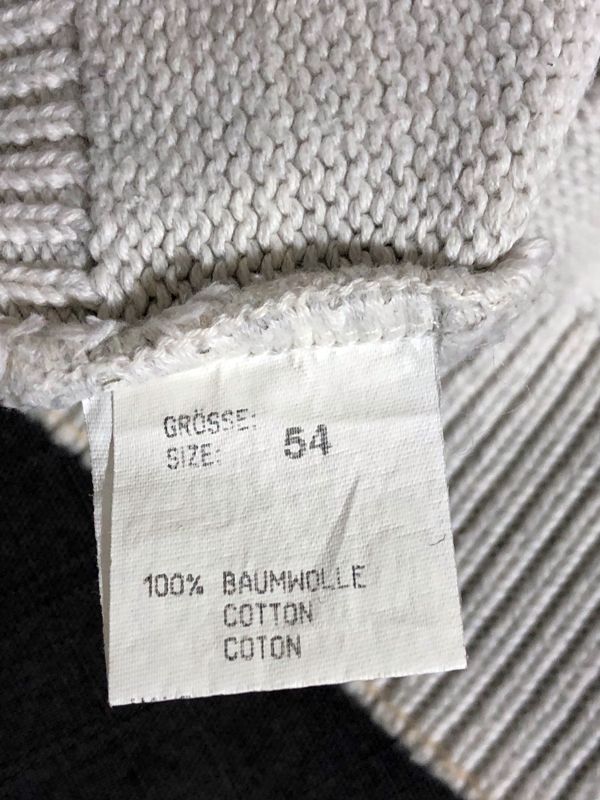 GRÖSSE:
SIZE: 54
100% BAUMWOLLE
COTTON
COTON